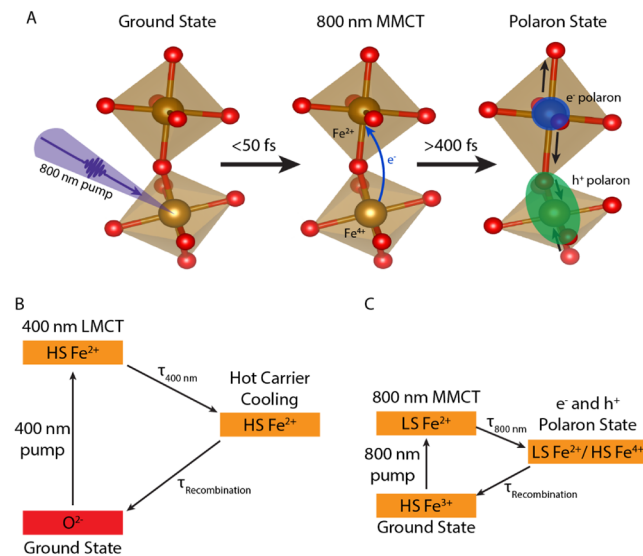 A
Ground State
800 nm MMCT
Polaron State
800 nm pump
<50 fs
Fe²⁺
e⁻
Fe⁴⁺
>400 fs
e⁻ polaron
h⁺ polaron
B
400 nm LMCT
HS Fe²⁺
τ400 nm
Hot Carrier
Cooling
HS Fe²⁺
400 nm
pump
τRecombination
O²⁻
Ground State
C
800 nm MMCT
LS Fe²⁺
τ800 nm
e⁻ and h⁺
Polaron State
LS Fe²⁺/ HS Fe⁴⁺
800 nm
pump
τRecombination
HS Fe³⁺
Ground State